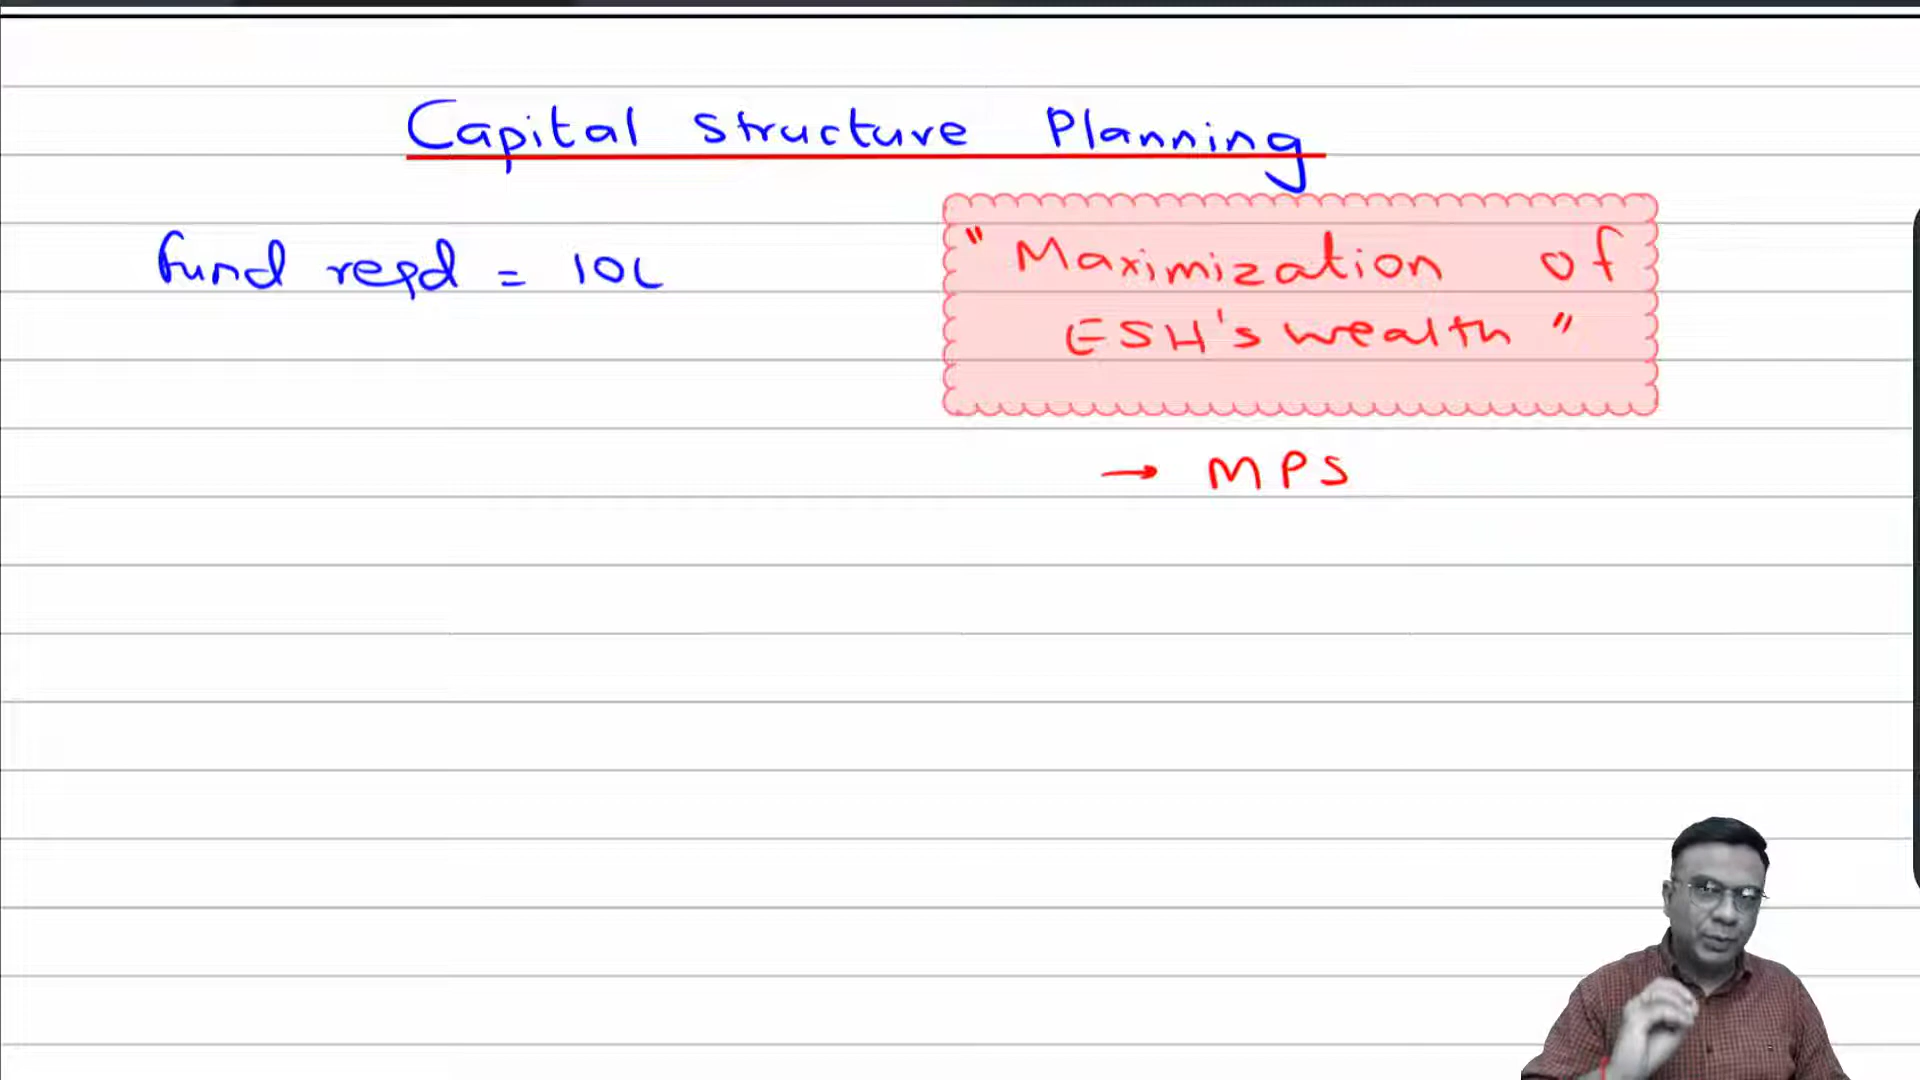 Capital Structure Planning
Fund reqd = 10L
"Maximization of
ESH's wealth"
→ MPS